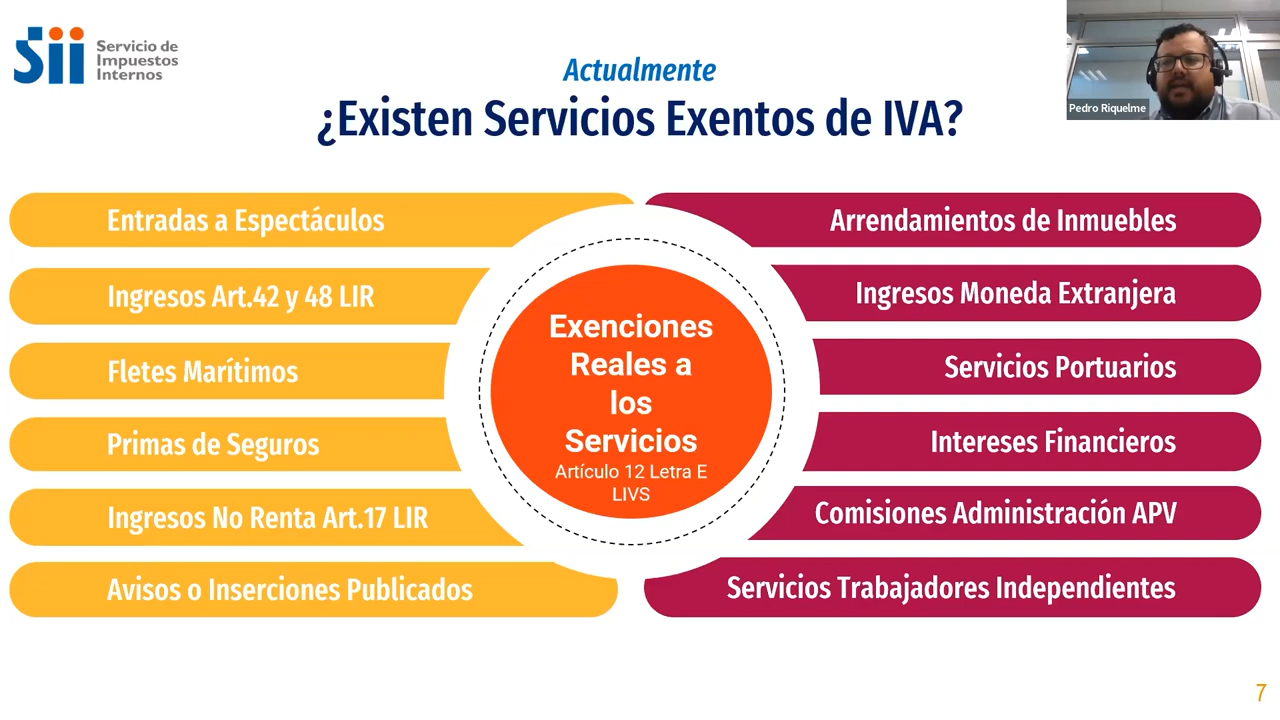 Sii
Servicio de
Impuestos
Internos
Actualmente
¿Existen Servicios Exentos de IVA?
Pedro Riquelme
Entradas a Espectáculos
Ingresos Art.42 y 48 LIR
Fletes Marítimos
Primas de Seguros
Ingresos No Renta Art.17 LIR
Avisos o Inserciones Publicados
Exenciones
Reales a
los
Servicios
Artículo 12 Letra E
LIVS
Arrendamientos de Inmuebles
Ingresos Moneda Extranjera
Servicios Portuarios
Intereses Financieros
Comisiones Administración APV
Servicios Trabajadores Independientes
7